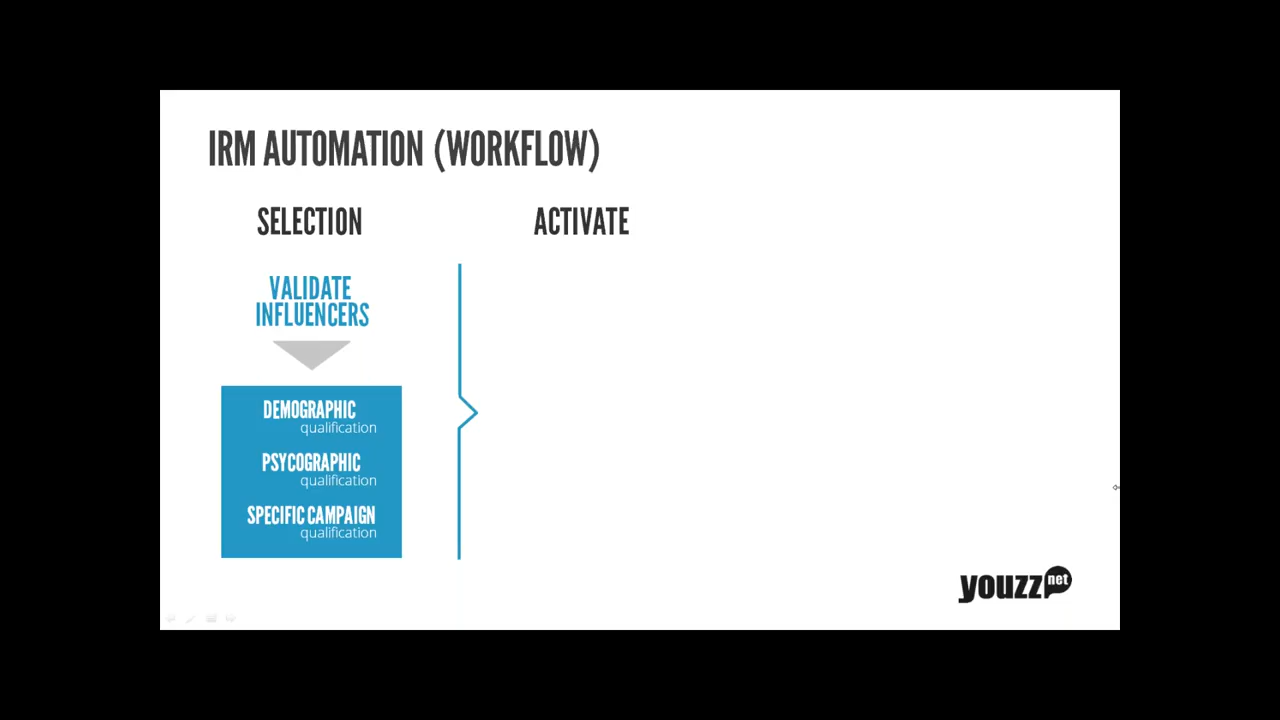 IRM AUTOMATION (WORKFLOW)
SELECTION
ACTIVATE
VALIDATE
INFLUENCERS
DEMOGRAPHIC
qualification
PSYCOGRAPHIC
qualification
SPECIFIC CAMPAIGN
qualification
youzz net